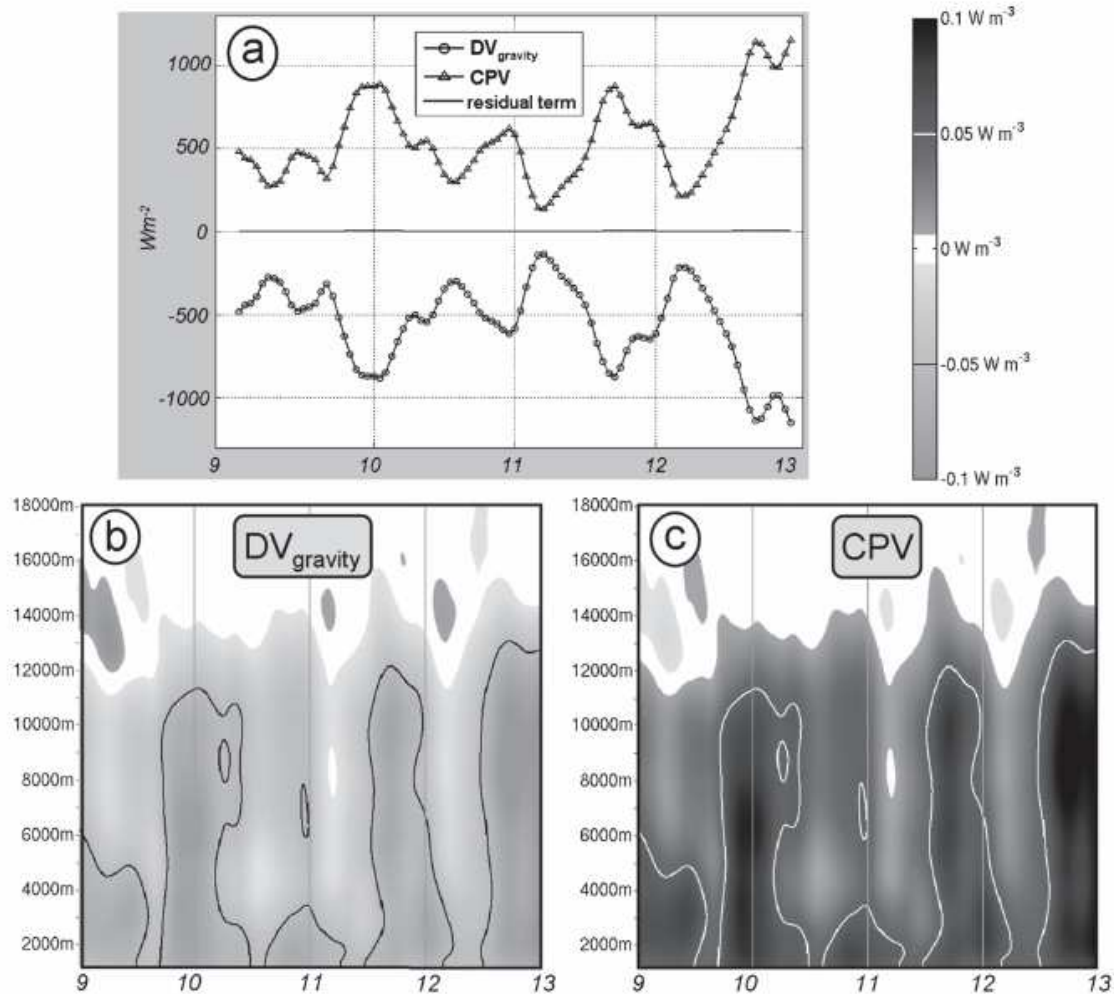 a
DVgravity
CPV
residual term
Wm-2
1000
500
0
-500
-1000
9 10 11 12 13
0.1 W m-3
0.05 W m-3
0 W m-3
-0.05 W m-3
-0.1 W m-3
b
DVgravity
18000m
16000m
14000m
12000m
10000m
8000m
6000m
4000m
2000m
9 10 11 12 13
c
CPV
18000m
16000m
14000m
12000m
10000m
8000m
6000m
4000m
2000m
9 10 11 12 13